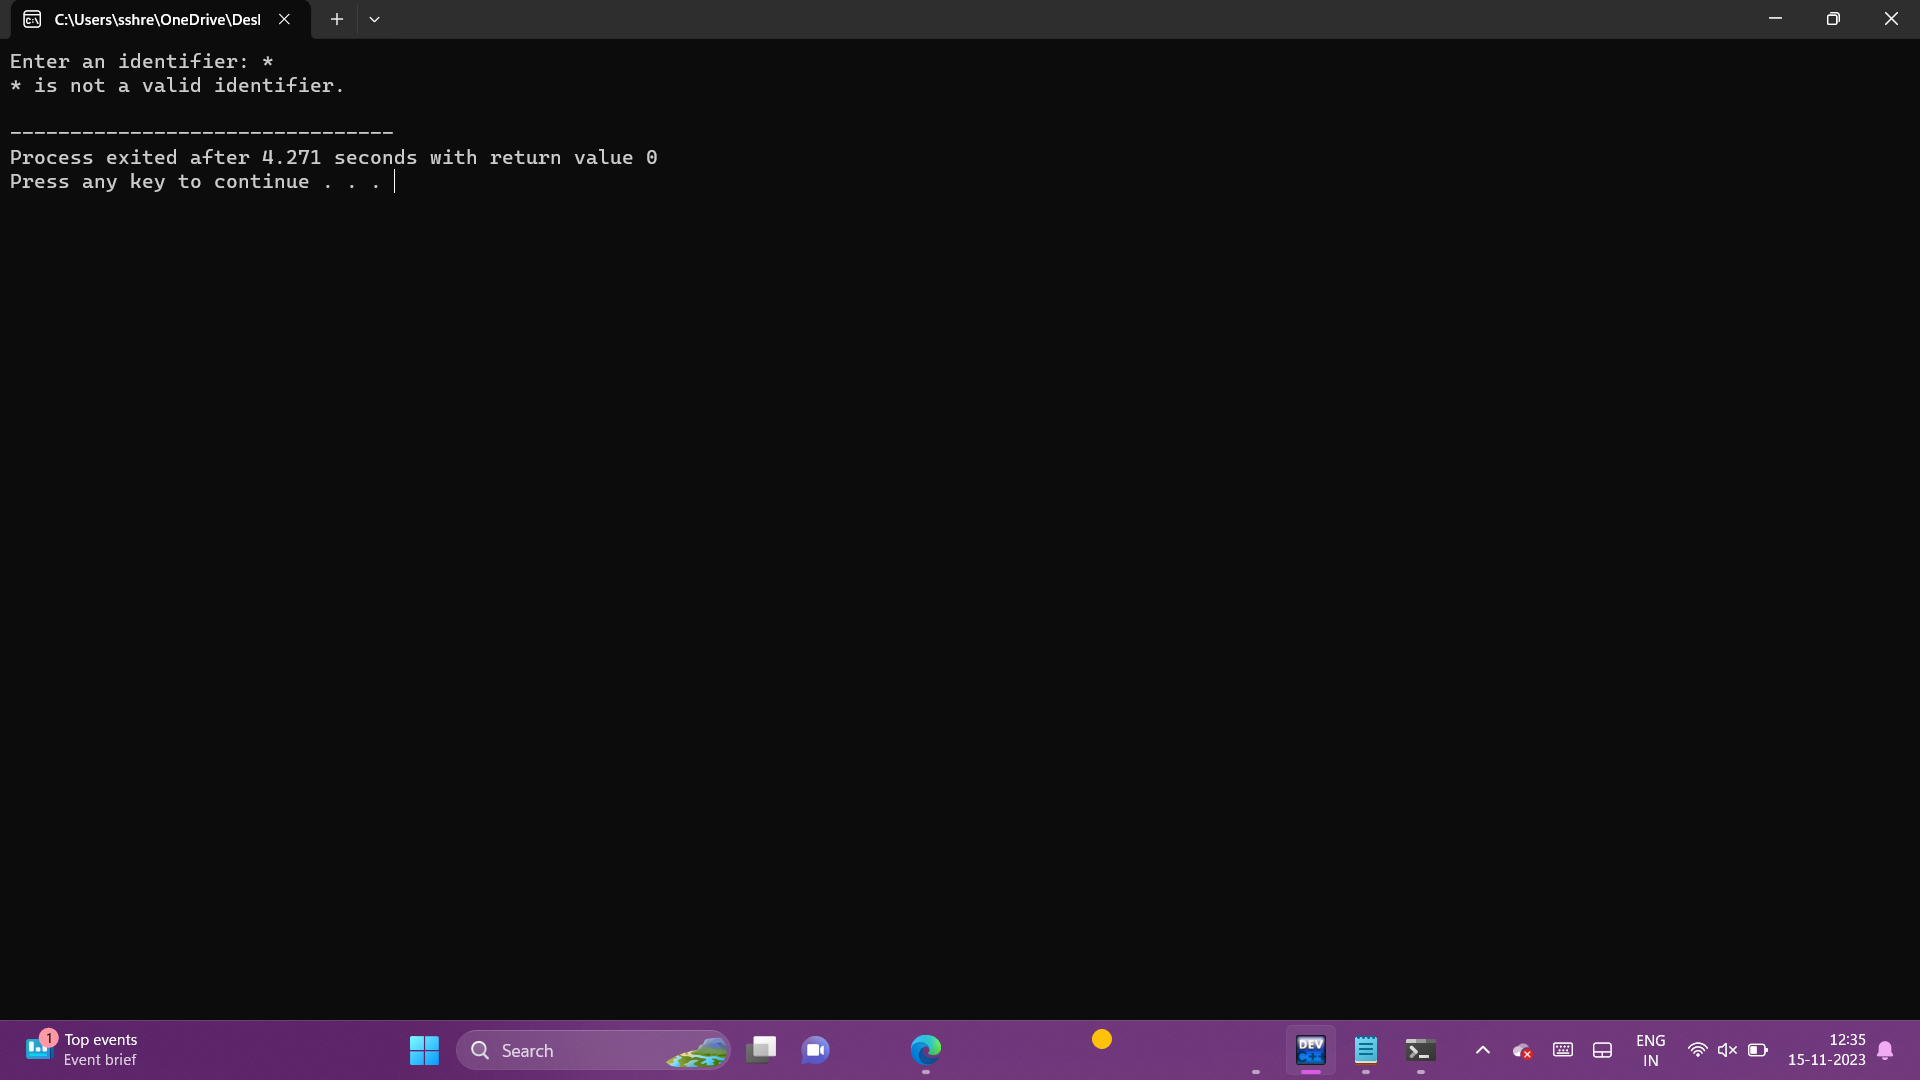 C:\Users\sshre\OneDrive\Des
Enter an identifier: *
* is not a valid identifier.
--------------------------------
Process exited after 4.271 seconds with return value 0
Press any key to continue . . .
1
Top events
Event brief
Search
DEV
ENG
IN
12:35
15-11-2023